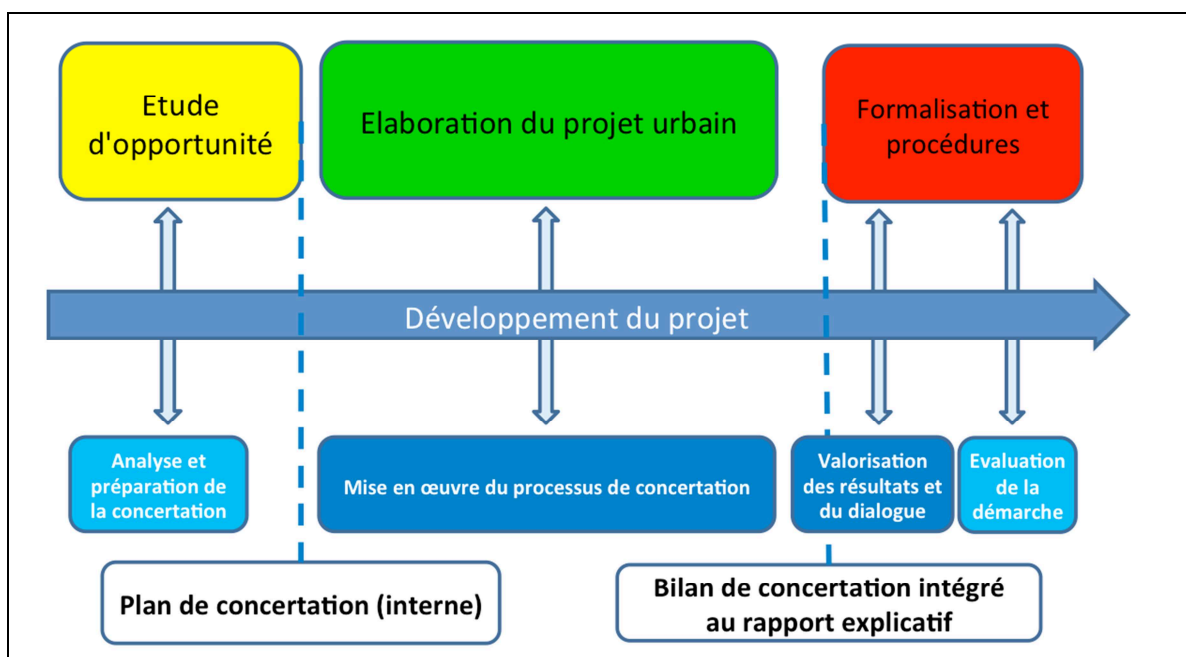 Etude
d'opportunité
Elaboration du projet urbain
Formalisation et
procédures
Développement du projet
Analyse et
préparation de
la concertation
Mise en œuvre du processus de concertation
Valorisation
des résultats et
du dialogue
Evaluation
de la
démarche
Plan de concertation (interne)
Bilan de concertation intégré
au rapport explicatif